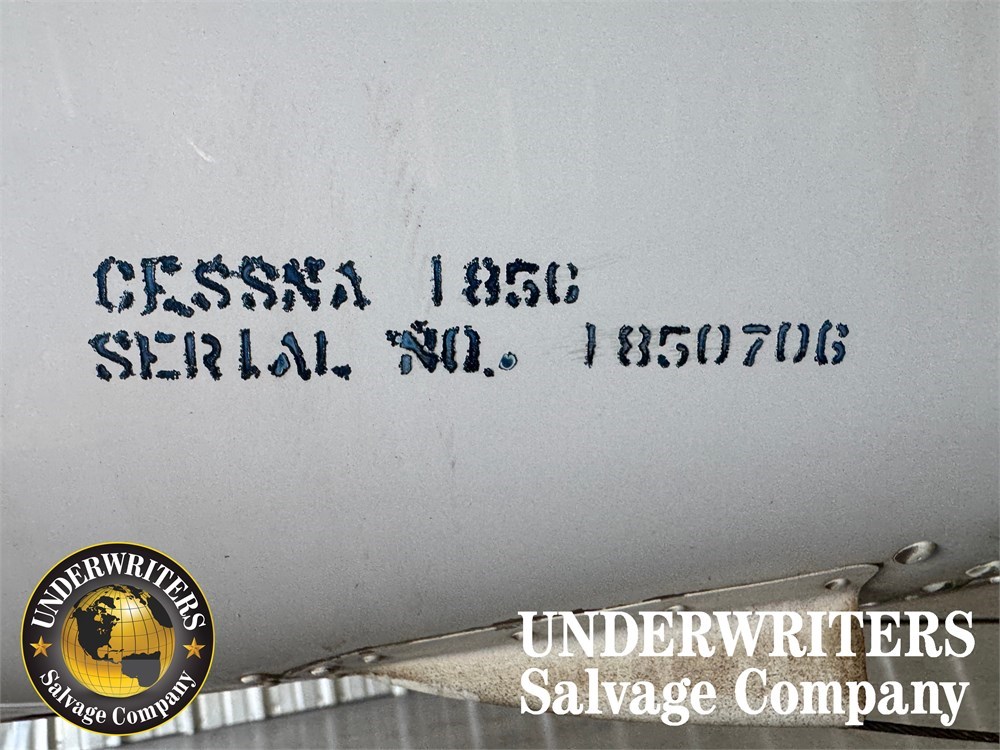 CESSNA 185C
SERIAL NO. 1850706
UNDERWRITERS
Salvage Company
UNDERWRITERS
Salvage Company